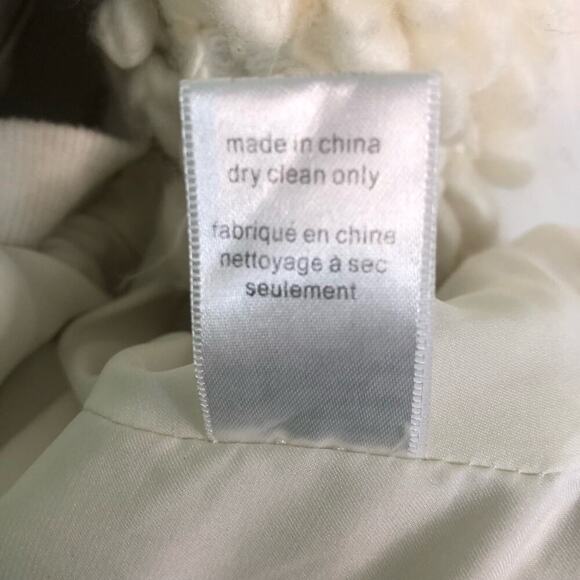 made in china
dry clean only
fabriqué en chine
nettoyage à sec
seulement